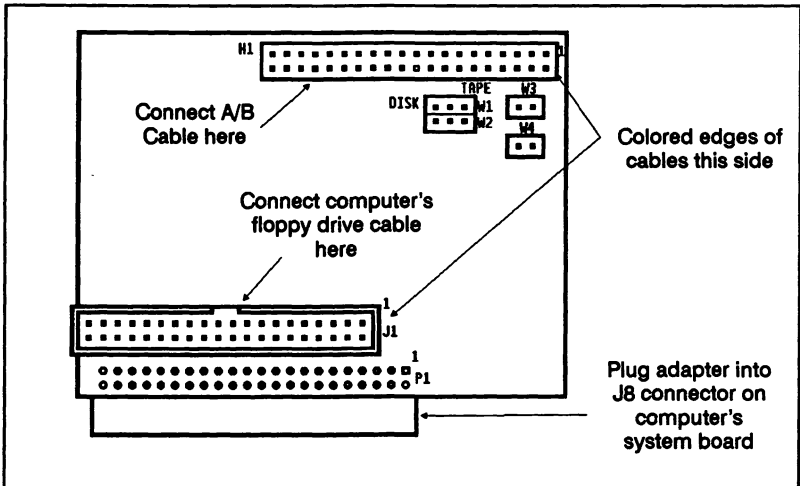 H1
1
TAPE
W3
DISK
W1
W2
W4
Connect A/B
Cable here
Colored edges of
cables this side
Connect computer's
floppy drive cable
here
1
J1
1
P1
Plug adapter into
J8 connector on
computer's
system board